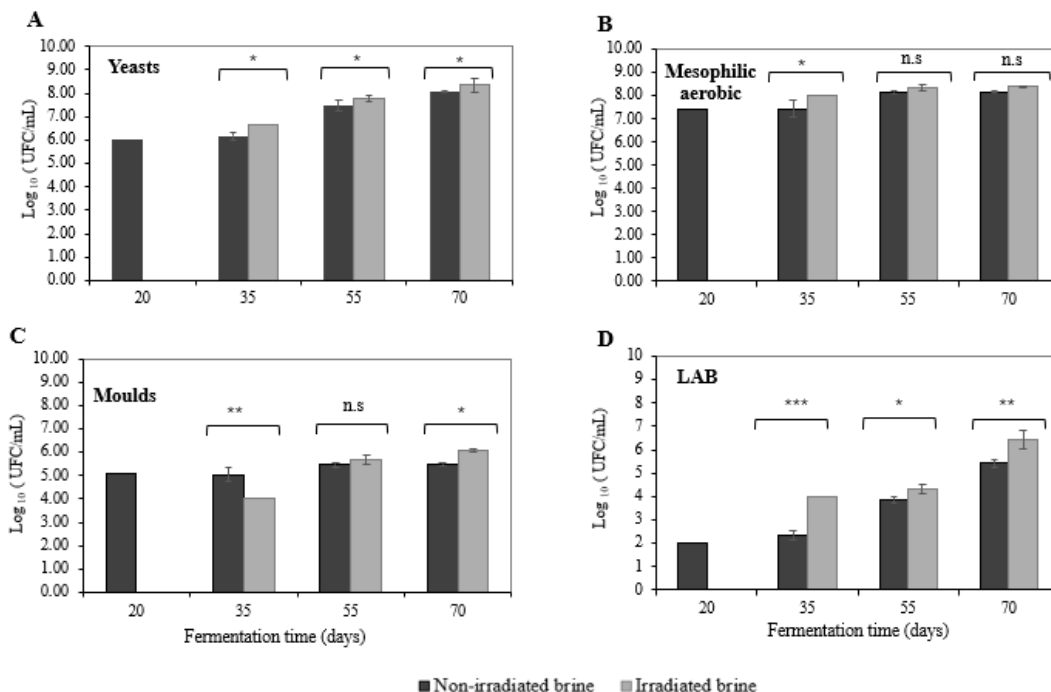 A
10.00
9.00
8.00
7.00
6.00
5.00
4.00
3.00
2.00
1.00
0.00
Log 10 ( UFC/mL)
Yeasts
* * *
20 35 55 70
B
10.00
9.00
8.00
7.00
6.00
5.00
4.00
3.00
2.00
1.00
0.00
Log 10 ( UFC/mL)
Mesophilic
aerobic
* n.s n.s
20 35 55 70
C
10.00
9.00
8.00
7.00
6.00
5.00
4.00
3.00
2.00
1.00
0.00
Log 10 ( UFC/mL)
Moulds
** n.s *
20 35 55 70
Fermentation time (days)
D
10
9
8
7
6
5
4
3
2
1
0
Log 10 ( UFC/mL)
LAB
*** * **
20 35 55 70
Fermentation time (days)
Non-irradiated brine Irradiated brine